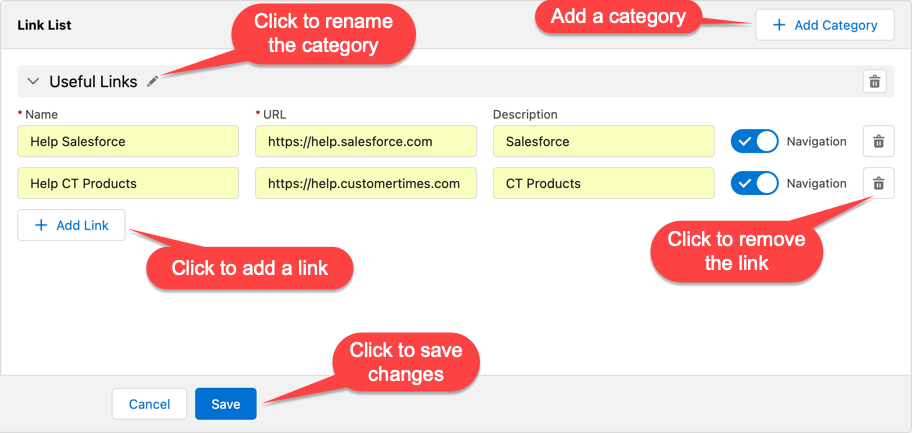 Link List
Click to rename
the category
Add a category
+ Add Category
Useful Links
* Name
* URL
Description
Help Salesforce
https://help.salesforce.com
Salesforce
Navigation
Help CT Products
https://help.customertimes.com
CT Products
Navigation
+ Add Link
Click to add a link
Click to remove
the link
Click to save
changes
Cancel
Save